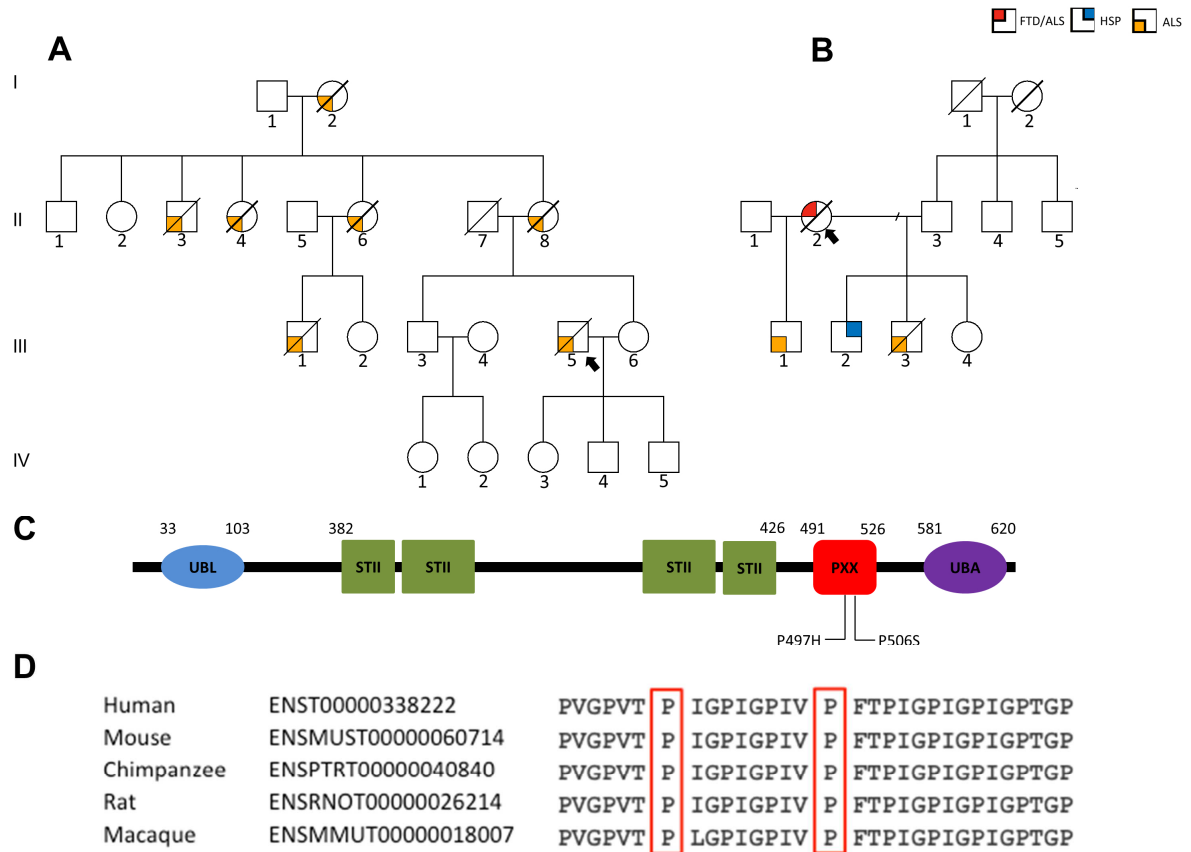 FTD/ALS HSP ALS
A B
I
1 2 1 2
II
1 2 3 4 5 6 7 8 1 2 3 4 5
III
1 2 3 4 5 6 1 2 3 4
IV
1 2 3 4 5
C
33 103 382 426 491 526 581 620
UBL STII STII STII STII PXX UBA
P497H P506S
D
Human ENST00000338222 PVGPVT P IGPIGPIV P FTPIGPIGPIGPTGP
Mouse ENSMUST00000060714 PVGPVT P IGPIGPIV P FTPIGPIGPIGPTGP
Chimpanzee ENSPTRT00000040840 PVGPVT P IGPIGPIV P FTPIGPIGPIGPTGP
Rat ENSRNOT00000026214 PVGPVT P IGPIGPIV P FTPIGPIGPIGPTGP
Macaque ENSMMUT00000018007 PVGPVT P LGPIGPIV P FTPIGPIGPIGPTGP